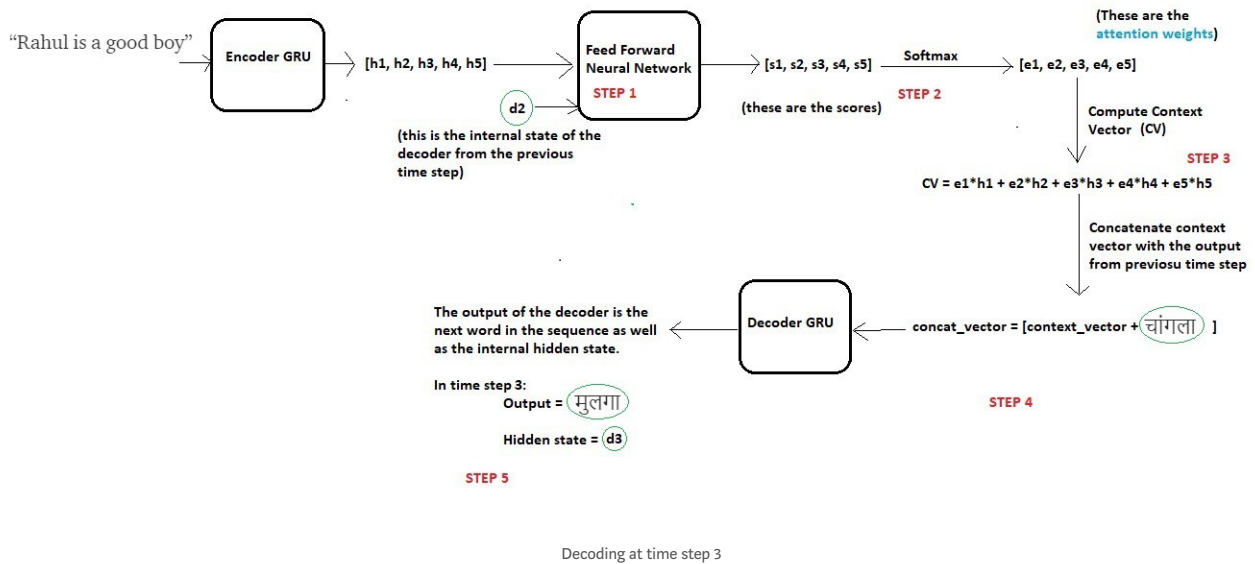 “Rahul is a good boy”
Encoder GRU
[h1, h2, h3, h4, h5]
d2
(this is the internal state of the
decoder from the previous
time step)
Feed Forward
Neural Network
STEP 1
[s1, s2, s3, s4, s5]
(these are the scores)
Softmax
STEP 2
(These are the
attention weights)
[e1, e2, e3, e4, e5]
Compute Context
Vector (CV)
STEP 3
CV = e1*h1 + e2*h2 + e3*h3 + e4*h4 + e5*h5
Concatenate context
vector with the output
from previosu time step
concat_vector = [context_vector + चांगला ]
STEP 4
Decoder GRU
The output of the decoder is the
next word in the sequence as well
as the internal hidden state.
In time step 3:
Output = मुलगा
Hidden state = d3
STEP 5
Decoding at time step 3